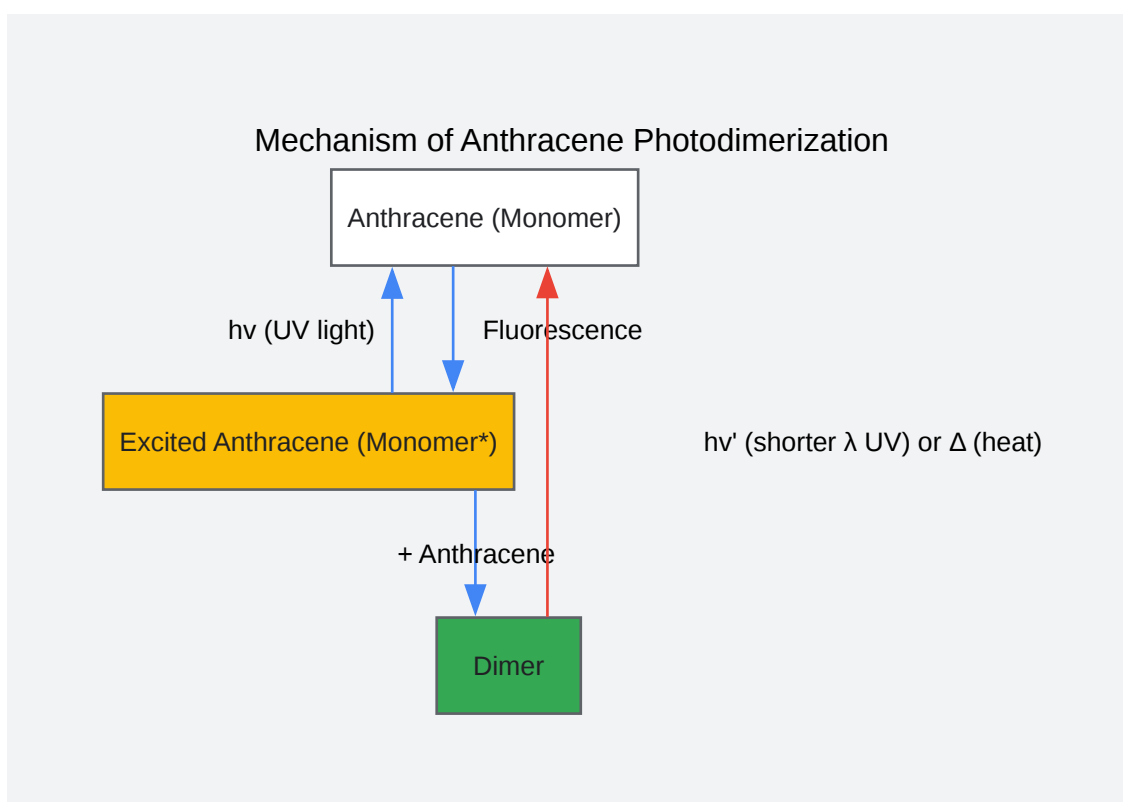 Mechanism of Anthracene Photodimerization
Anthracene (Monomer)
hv (UV light)
Fluorescence
Excited Anthracene (Monomer*)
hv' (shorter λ UV) or Δ (heat)
+ Anthracene
Dimer